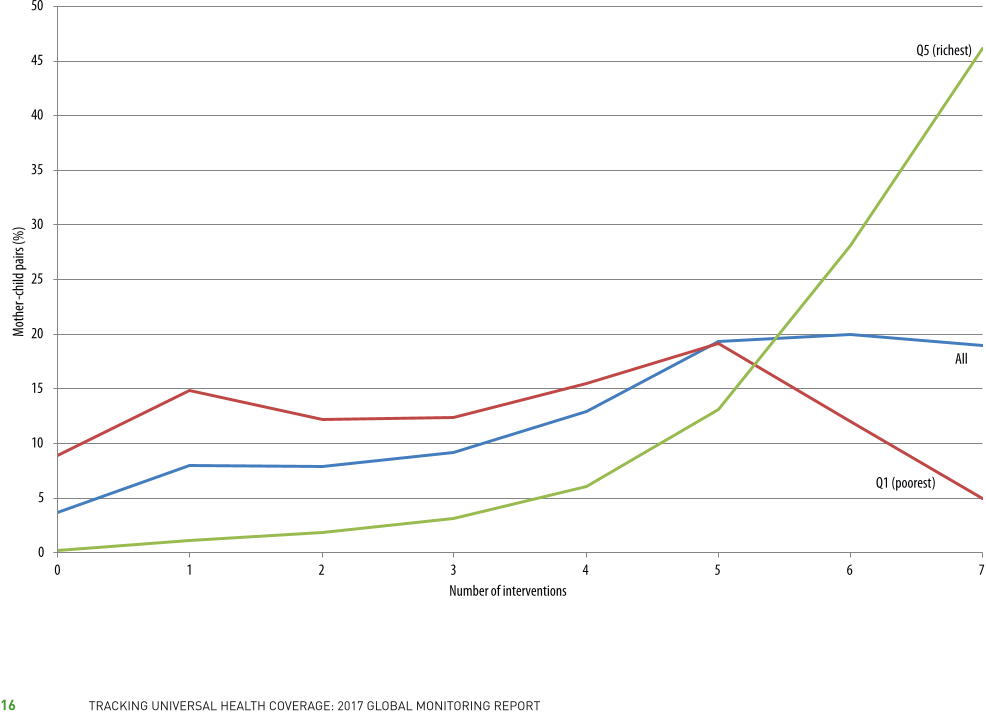 50
45
40
35
30
25
20
15
10
5
0
Mother-child pairs (%)
Q5 (richest)
All
Q1 (poorest)
0 1 2 3 4 5 6 7
Number of interventions
16 TRACKING UNIVERSAL HEALTH COVERAGE: 2017 GLOBAL MONITORING REPORT